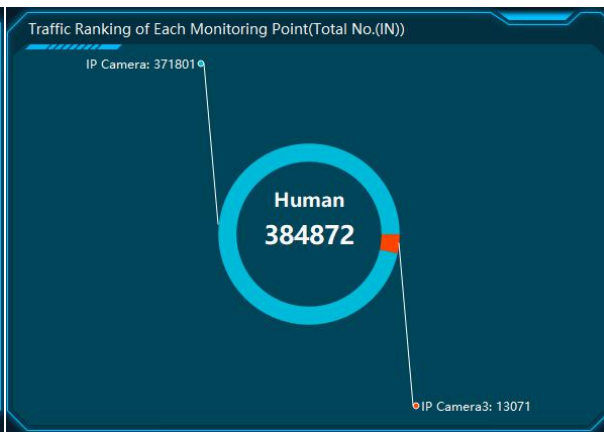 Traffic Ranking of Each Monitoring Point(Total No.(IN))
IP Camera: 371801
Human
384872
IP Camera3: 13071